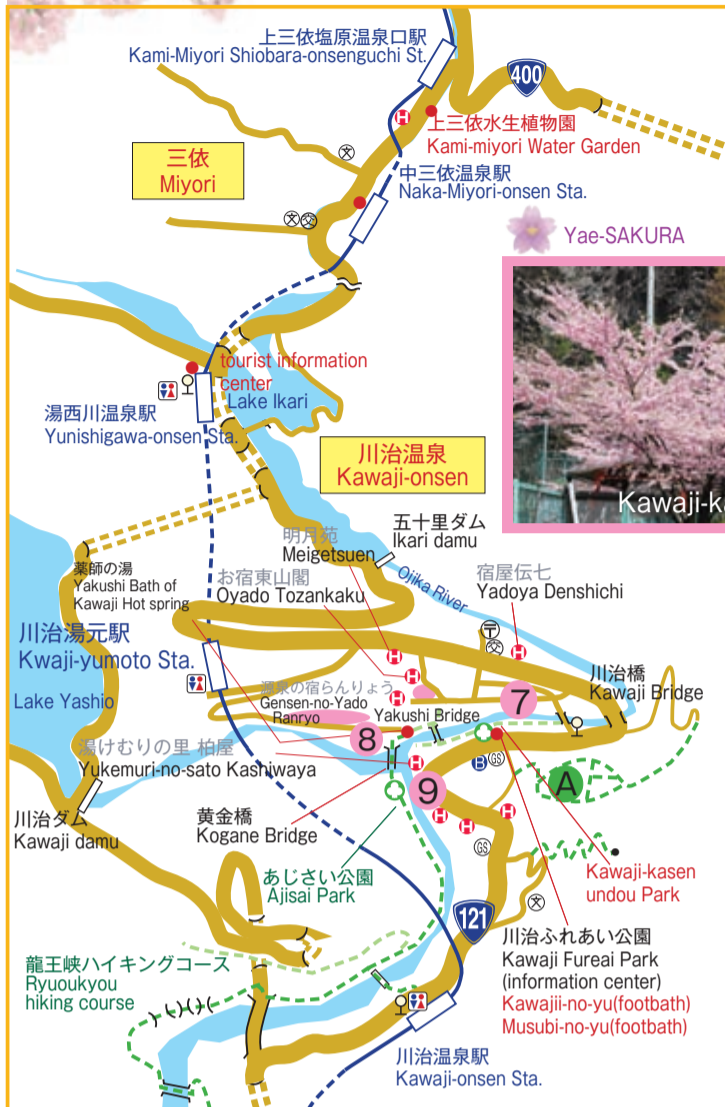 上三依塩原温泉口駅
Kami-Miyori Shiobara-onsenguchi St.
400
上三依水生植物園
Kami-miyori Water Garden
三依
Miyori
中三依温泉駅
Naka-Miyori-onsen Sta.
H
文
文 交
Yae-SAKURA
Kawaji-ka
tourist information
center
Lake Ikari
湯西川温泉駅
Yunishigawa-onsen Sta.
川治温泉
Kawaji-onsen
五十里ダム
Ikari damu
明月苑
Meigetsuen
Ojika River
宿屋伝七
Yadoya Denshichi
薬師の湯
Yakushi Bath of
Kawaji Hot spring
お宿東山閣
Oyado Tozankaku
〒
交
H
H
H
H
川治湯元駅
Kwaji-yumoto Sta.
川治橋
Kawaji Bridge
Lake Yashio
源泉の宿らんりょう
Gensen-no-Yado
Ranryo
7
Yakushi Bridge
8
湯けむりの里 柏屋
Yukemuri-no-sato Kashiwaya
H
B
GS
A
9
川治ダム
Kawaji damu
黄金橋
Kogane Bridge
H
H
H
GS
あじさい公園
Ajisai Park
Kawaji-kasen
undou Park
文
121
川治ふれあい公園
Kawaji Fureai Park
(information center)
Kawajii-no-yu(footbath)
Musubi-no-yu(footbath)
龍王峡ハイキングコース
Ryuoukyou
hiking course
川治温泉駅
Kawaji-onsen Sta.